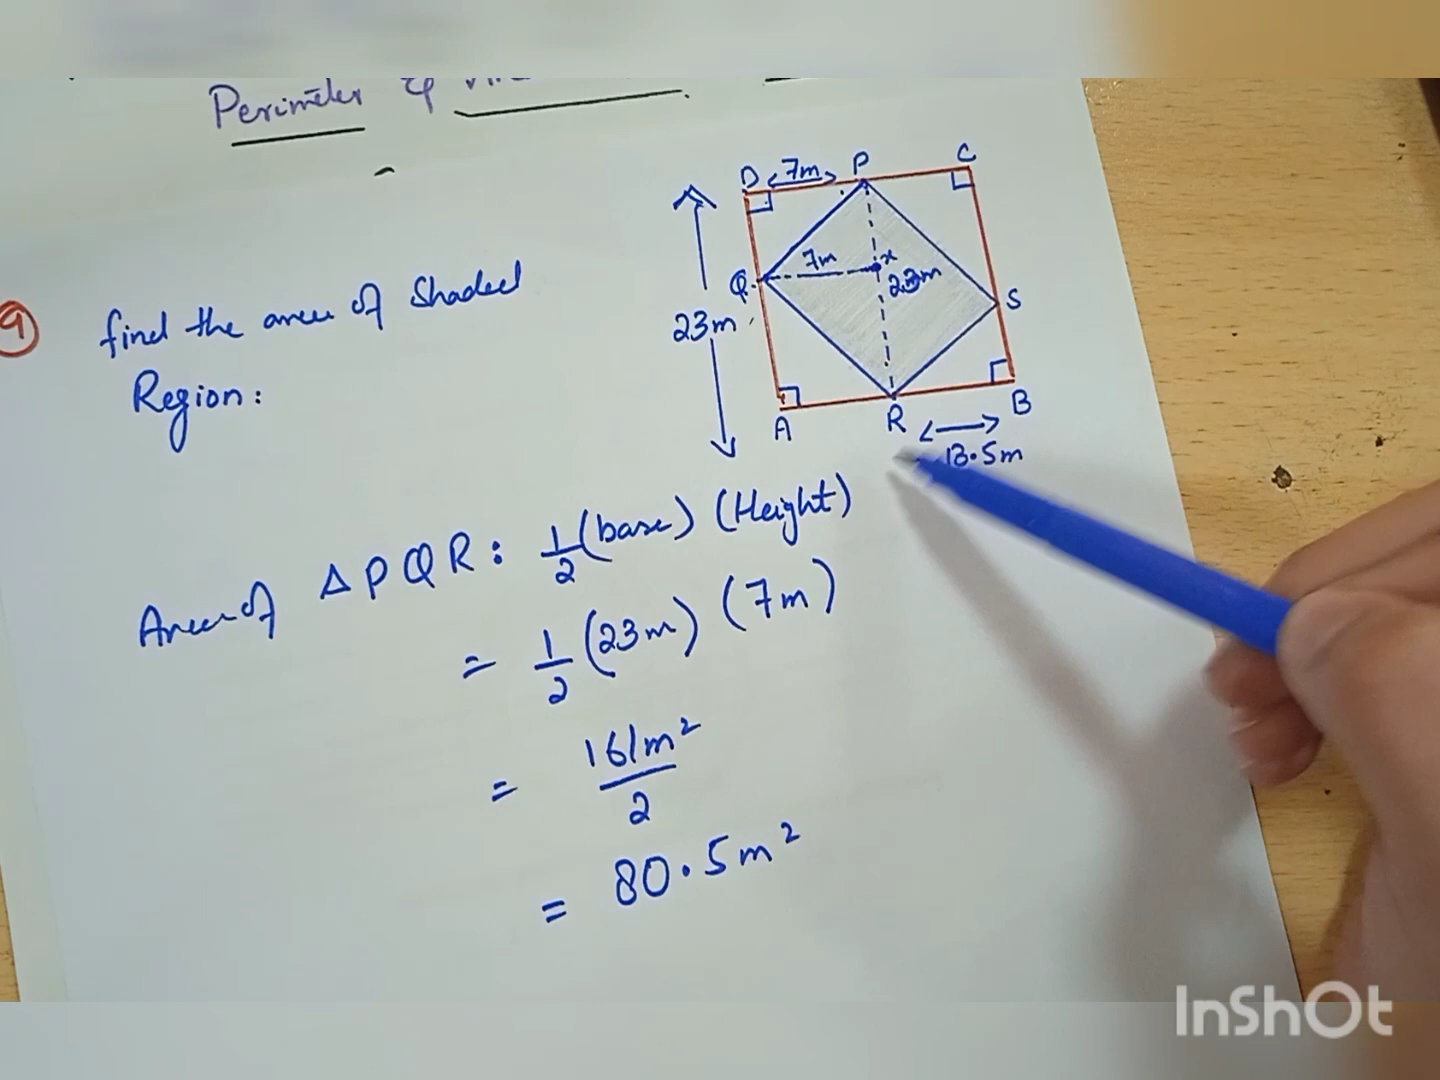 Perimeter &
9 find the area of Shaded
Region:
D 7m P C
Q 7m x
23m
23m
S
A R B
13.5m
Area of Δ PQR: 1/2 (base) (Height)
= 1/2 (23m) (7m)
= 161m²/2
= 80.5m²
InShOt